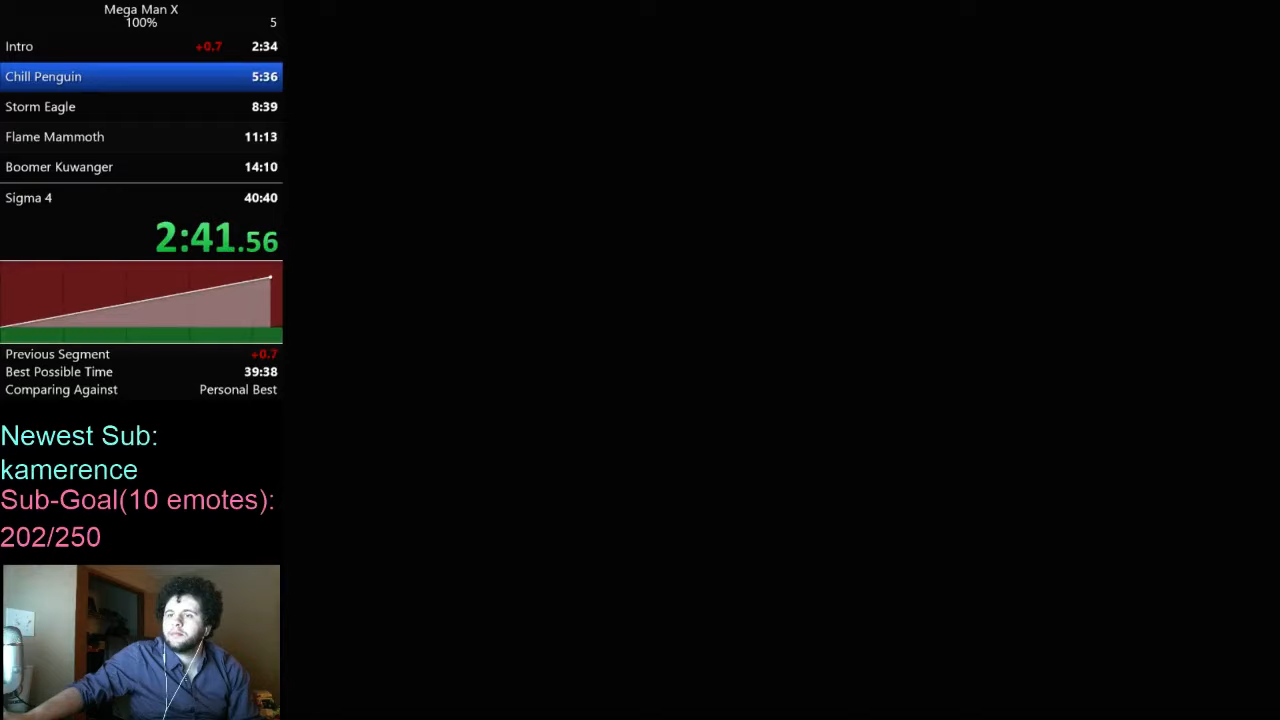 Mega Man X
100% 5
Intro +0.7 2:34
Chill Penguin 5:36
Storm Eagle 8:39
Flame Mammoth 11:13
Boomer Kuwanger 14:10
Sigma 4 40:40
2:41.56
Previous Segment +0.7
Best Possible Time 39:38
Comparing Against Personal Best
Newest Sub:
kamerence
Sub-Goal(10 emotes):
202/250